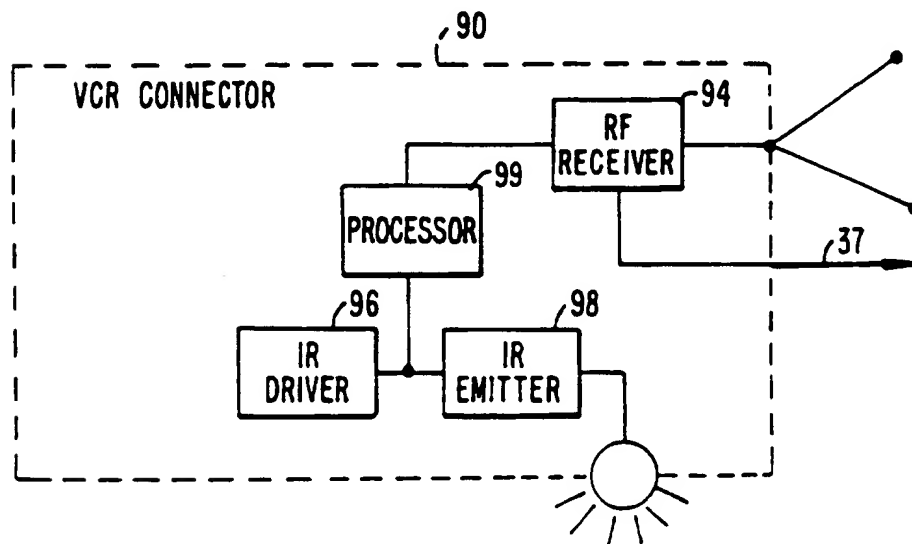 90
VCR CONNECTOR
94
RF
RECEIVER
99
PROCESSOR
37
96
98
IR
DRIVER
IR
EMITTER